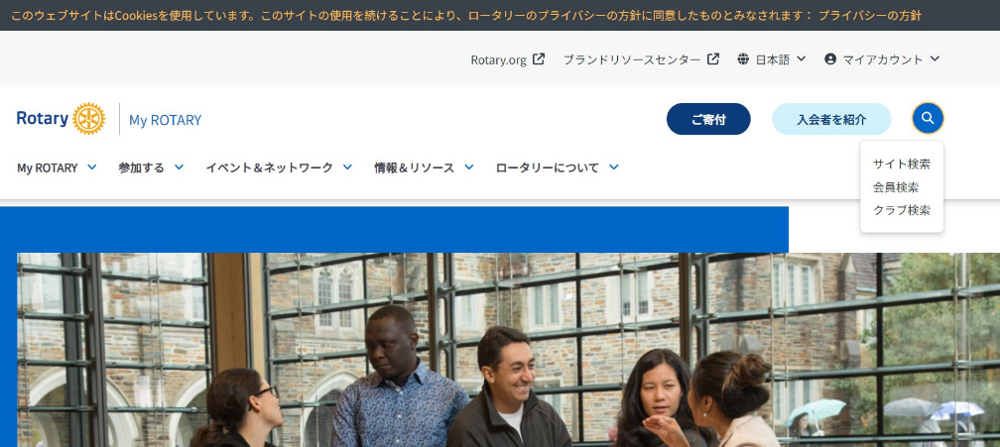 このウェブサイトはCookiesを使用しています。このサイトの使用を続けることにより、ロータリーのプライバシーの方針に同意したものとみなされます： プライバシーの方針
Rotary.org ブランドリソースセンター 日本語 マイアカウント
Rotary My ROTARY ご寄付 入会者を紹介
My ROTARY 参加する イベント＆ネットワーク 情報＆リソース ロータリーについて
サイト検索
会員検索
クラブ検索